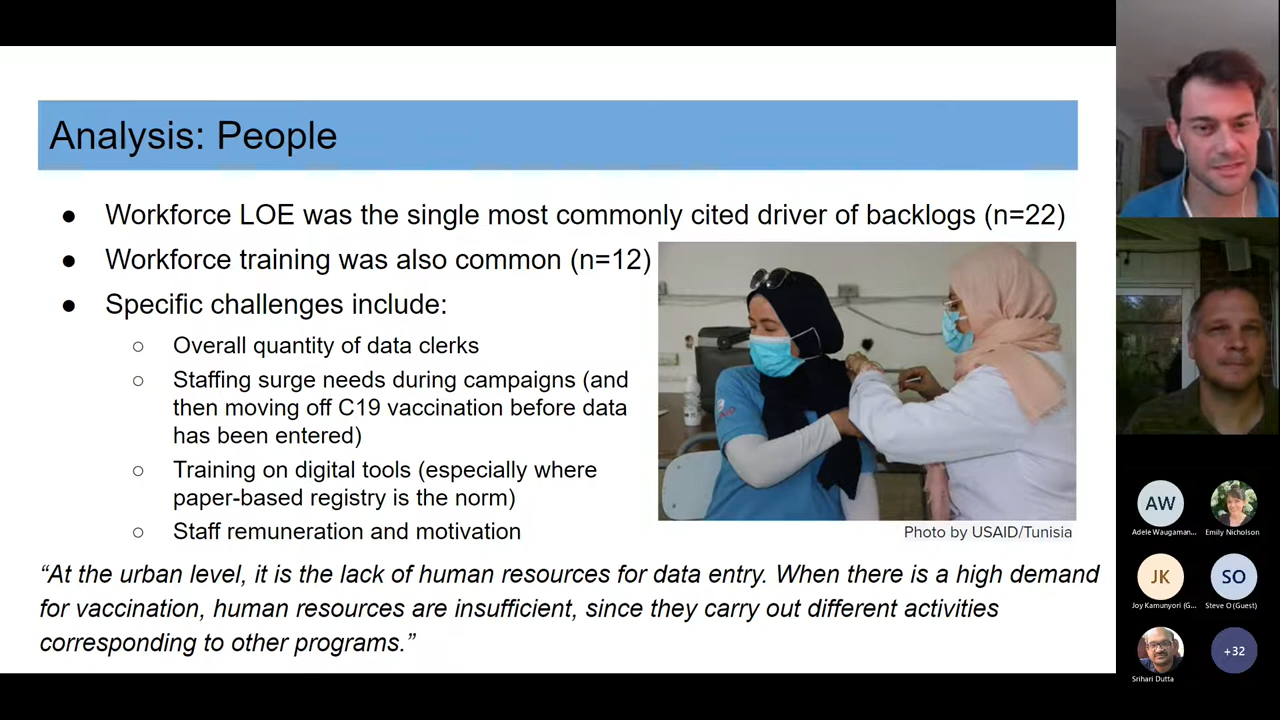 Analysis: People
● Workforce LOE was the single most commonly cited driver of backlogs (n=22)
● Workforce training was also common (n=12)
● Specific challenges include:
○ Overall quantity of data clerks
○ Staffing surge needs during campaigns (and
then moving off C19 vaccination before data
has been entered)
○ Training on digital tools (especially where
paper-based registry is the norm)
○ Staff remuneration and motivation
Photo by USAID/Tunisia
“At the urban level, it is the lack of human resources for data entry. When there is a high demand
for vaccination, human resources are insufficient, since they carry out different activities
corresponding to other programs.”
AW
Adele Waugaman...
Emily Nicholson
JK
Joy Kamunyori (G...
SO
Steve O (Guest)
Srihari Dutta
+32